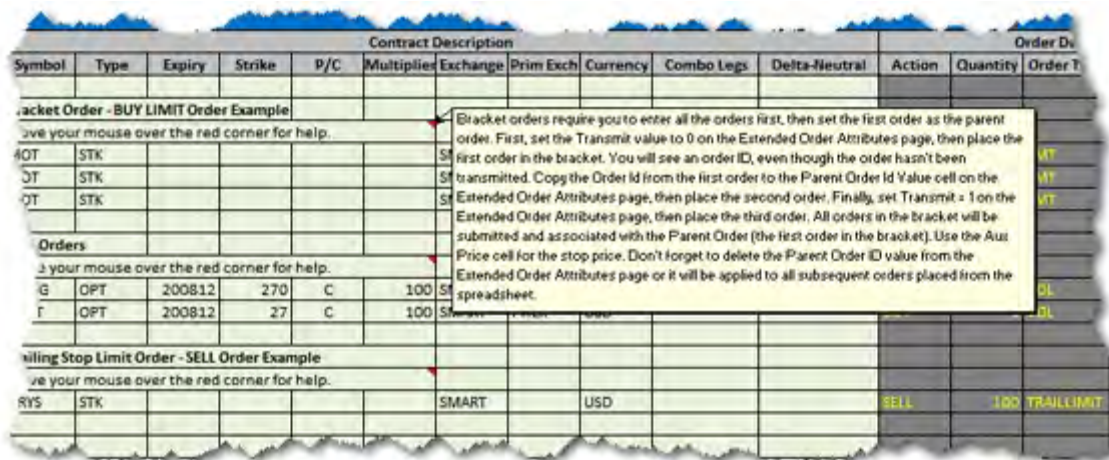 Contract Description Order
Symbol Type Expiry Strike P/C Multiplier Exchange Prim Exch Currency Combo Legs Delta-Neutral Action Quantity Order
acket Order - BUY LIMIT Order Example
ove your mouse over the red corner for help.
Bracket orders require you to enter all the orders first, then set the first order as the parent
order. First, set the Transmit value to 0 on the Extended Order Attributes page, then place the
first order in the bracket. You will see an order ID, even though the order hasn't been
transmitted. Copy the Order Id from the first order to the Parent Order Id Value cell on the
Extended Order Attributes page, then place the second order. Finally, set Transmit = 1 on the
Extended Order Attributes page, then place the third order. All orders in the bracket will be
submitted and associated with the Parent Order (the first order in the bracket). Use the Aux
Price cell for the stop price. Don't forget to delete the Parent Order ID value from the
Extended Order Attributes page or it will be applied to all subsequent orders placed from the
spreadsheet.
STK
STK
STK
Orders
your mouse over the red corner for help.
OPT 200812 270 C 100
OPT 200812 27 C 100
ailing Stop Limit Order - SELL Order Example
ve your mouse over the red corner for help.
RYS STK SMART USD SELL 100 TRAILLIMIT